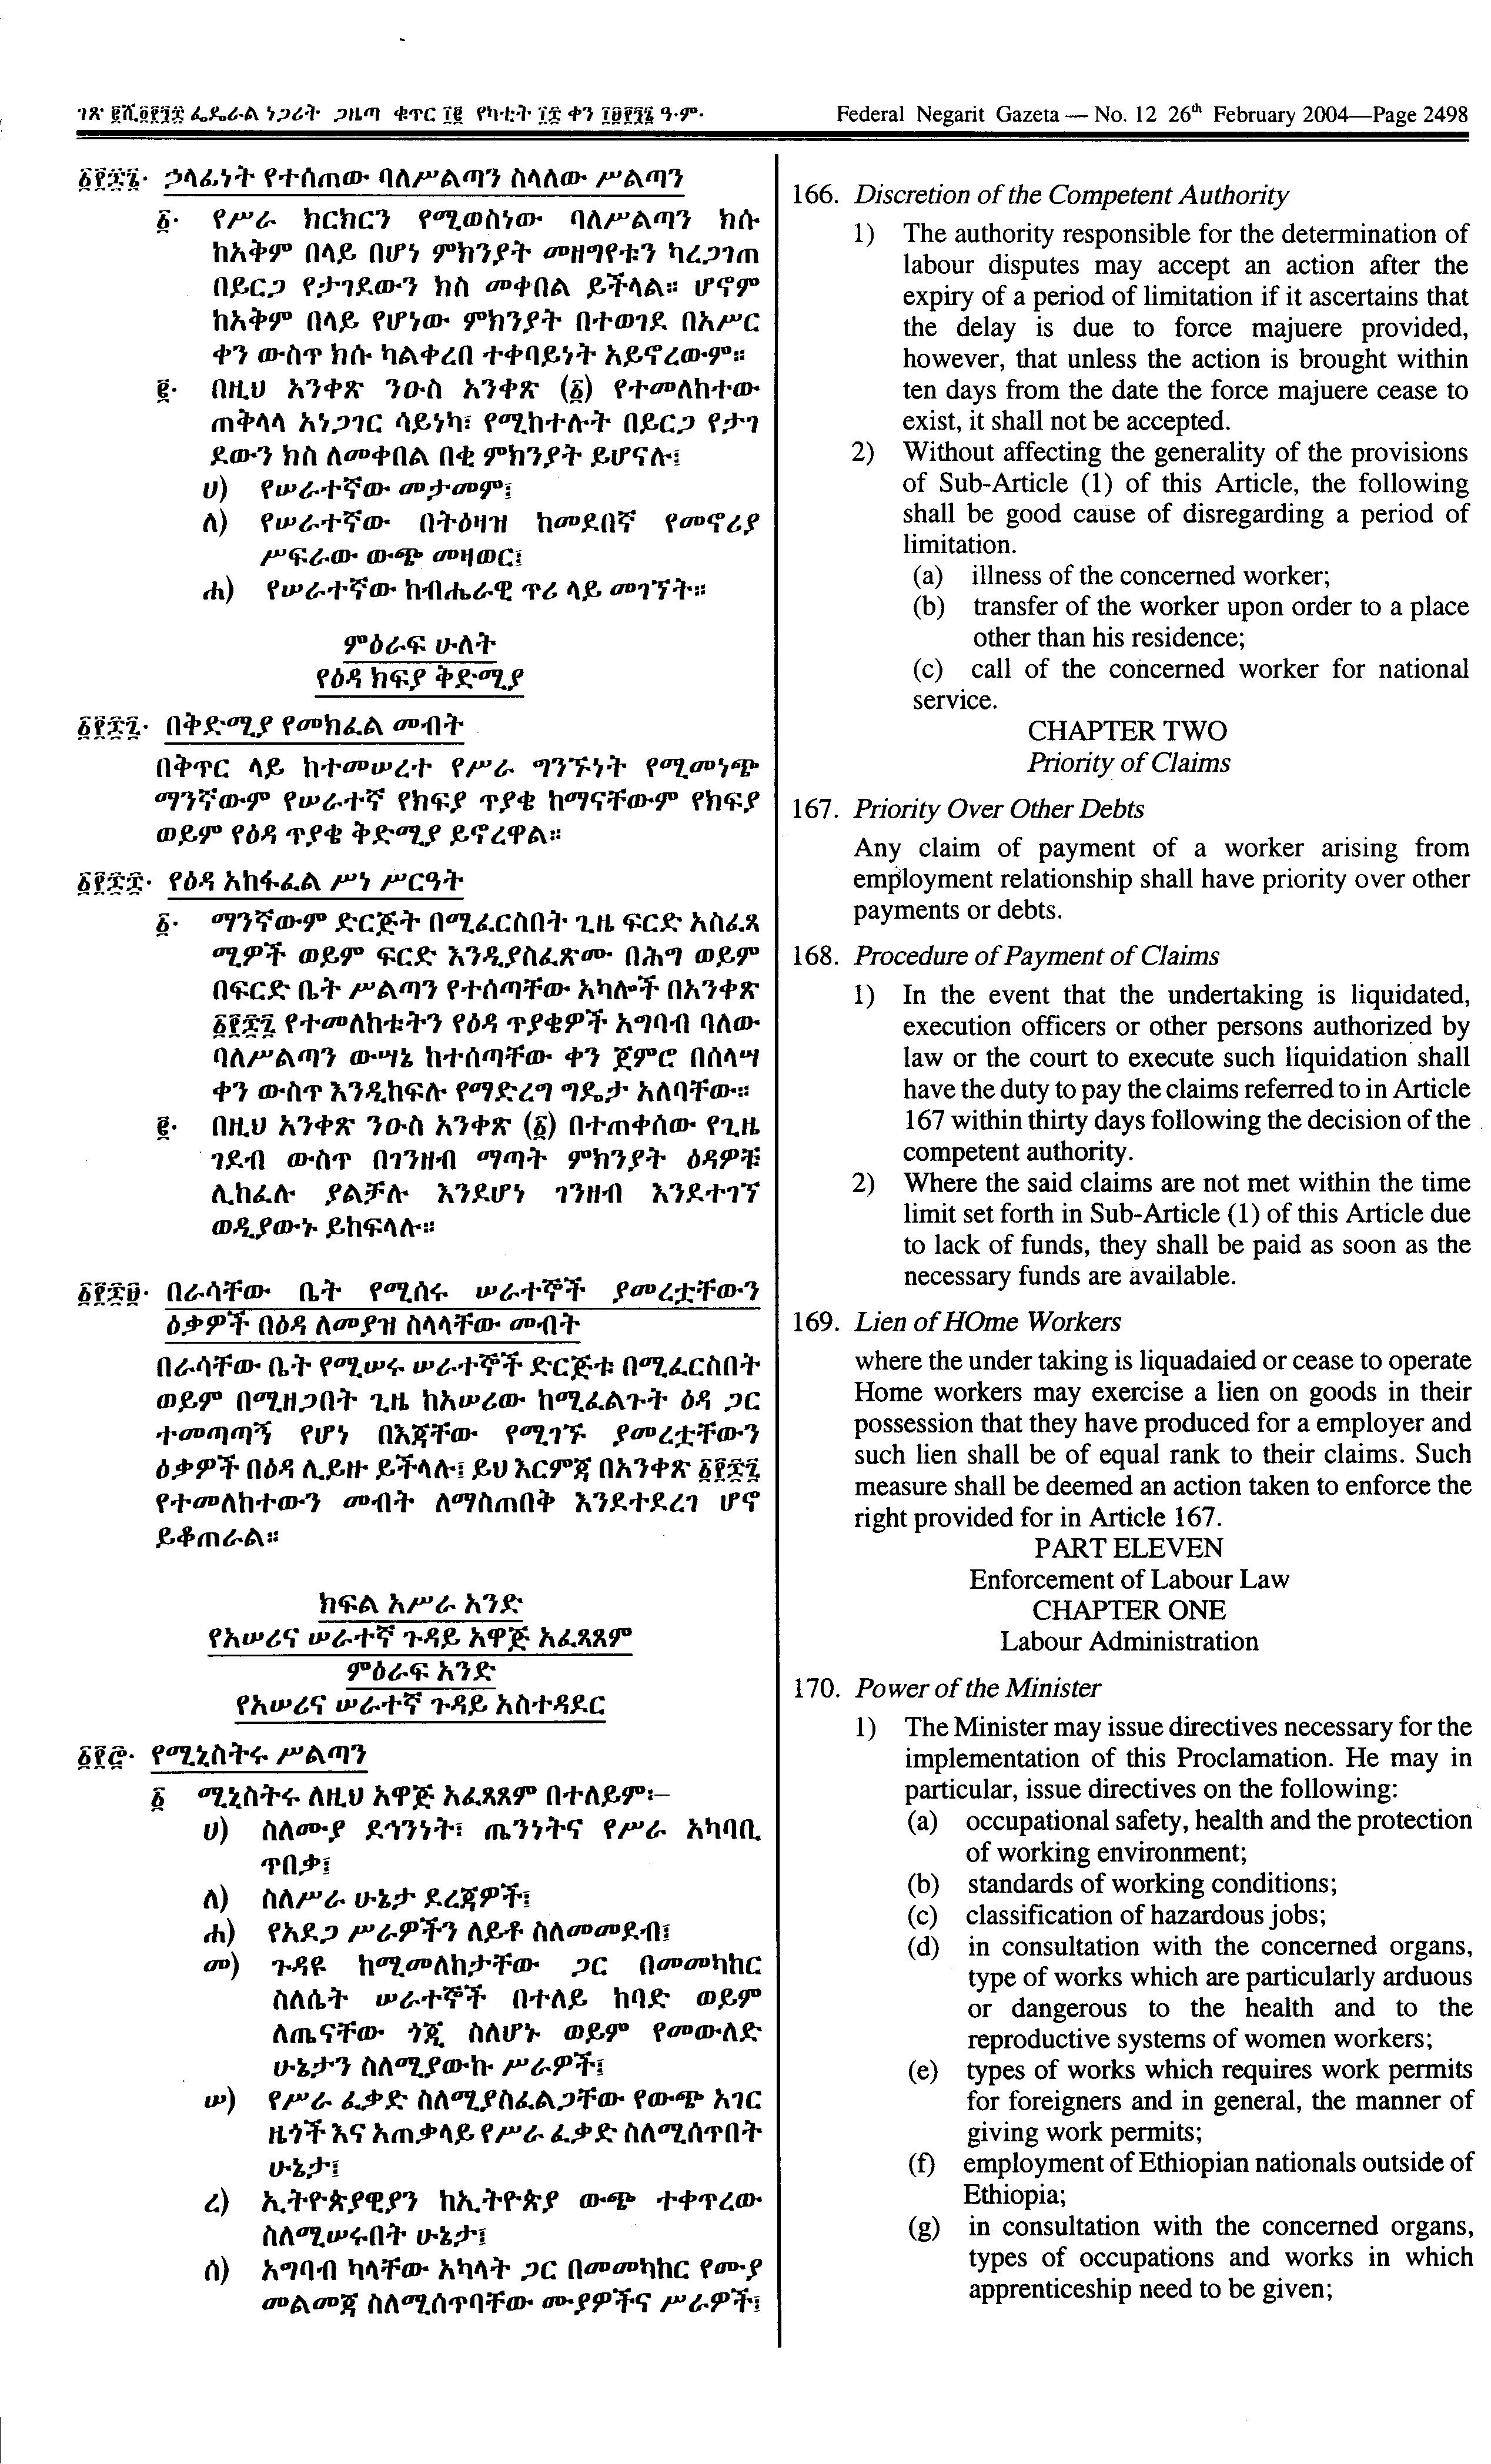 ገጽ ፪ሺ፬፻፺፰ ፌዴራል ነጋሪት ጋዜጣ ቁጥር ፲፪ የካቲት ፲፰ ቀን ፲፱፻፺፮ ዓ·ም·
Federal Negarit Gazeta — No. 12 26th February 2004—Page 2498
፩፻፷፮· ኃላፊነት የተሰጠው ባለሥልጣን ስላለው ሥልጣን
፩· የሥራ ክርክርን የሚወስነው ባለሥልጣን ክሱ
ከአቅም በላይ በሆነ ምክንያት መዘግየቱን ካረጋገጠ
በይርጋ የታገደውን ክስ መቀበል ይችላል። ሆኖም
ከአቅም በላይ የሆነው ምክንያት በተወገደ በአሥር
ቀን ውስጥ ክሱ ካልቀረበ ተቀባይነት አይኖረውም።
፪· በዚህ አንቀጽ ንዑስ አንቀጽ (፩) የተመለከተው
ጠቅላላ አነጋገር ሳይነካ፣ የሚከተሉት በይርጋ የታገ
ደውን ክስ ለመቀበል በቂ ምክንያት ይሆናሉ፤
ሀ) የሠራተኛው መታመም፤
ለ) የሠራተኛው በትዕዛዝ ከመደበኛ የመኖሪያ
ሥፍራው ውጭ መዛወር፤
ሐ) የሠራተኛው ከብሔራዊ ጥሪ ላይ መገኘት።
ምዕራፍ ሁለት
የዕዳ ክፍያ ቅድሚያ
፩፻፷፯· በቅድሚያ የመክፈል መብት
በቅጥር ላይ ከተመሠረተ የሥራ ግንኙነት የሚመነጭ
ማንኛውም የሠራተኛ የክፍያ ጥያቄ ከማናቸውም የክፍያ
ወይም የዕዳ ጥያቄ ቅድሚያ ይኖረዋል።
፩፻፷፰· የዕዳ አከፋፈል ሥነ ሥርዓት
፩· ማንኛውም ድርጅት በሚፈርስበት ጊዜ ፍርድ አስፈጻ
ሚዎች ወይም ፍርድ እንዲያስፈጽሙ በሕግ ወይም
በፍርድ ቤት ሥልጣን የተሰጣቸው አካሎች በአንቀጽ
፩፻፷፯ የተመለከቱትን የዕዳ ጥያቄዎች አግባብ ባለው
ባለሥልጣን ውሣኔ ከተሰጣቸው ቀን ጀምሮ በሰላሣ
ቀን ውስጥ እንዲከፍሉ የማድረግ ግዴታ አለባቸው።
፪· በዚህ አንቀጽ ንዑስ አንቀጽ (፩) በተጠቀሰው የጊዜ
ገደብ ውስጥ በገንዘብ ማጣት ምክንያት ዕዳዎቹ
ሊከፈሉ ያልቻሉ እንደሆነ ገንዘብ እንደተገኘ
ወዲያውኑ ይከፍላሉ።
፩፻፷፱· በራሳቸው ቤት የሚሰሩ ሠራተኞች ያመረቷቸውን
ዕቃዎች በዕዳ ለመያዝ ስላላቸው መብት
በራሳቸው ቤት የሚሠሩ ሠራተኞች ድርጅቱ በሚፈርስበት
ወይም በሚዘጋበት ጊዜ ከአሠሪው ከሚፈልጉት ዕዳ ጋር
ተመጣጣኝ የሆነ በእጃቸው የሚገኙ ያመረቷቸውን
ዕቃዎች በዕዳ ሊይዙ ይችላሉ፤ ይህ እርምጃ በአንቀጽ ፩፻፷፯
የተመለከተውን መብት ለማስጠበቅ እንደተደረገ ሆኖ
ይቆጠራል።
ክፍል አሥራ አንድ
የአሠሪና ሠራተኛ ጉዳይ አዋጅ አፈጻጸም
ምዕራፍ አንድ
የአሠሪና ሠራተኛ ጉዳይ አስተዳደር
፩፻፸· የሚኒስትሩ ሥልጣን
፩ ሚኒስትሩ ለዚህ አዋጅ አፈጻጸም በተለይም፦
ሀ) ስለሙያ ደኅንነት፣ ጤንነትና የሥራ አካባቢ
ጥበቃ፤
ለ) ስለሥራ ሁኔታ ደረጃዎች፤
ሐ) የአደጋ ሥራዎችን ለይቶ ስለመመደብ፤
መ) ጉዳዩ ከሚመለከታቸው ጋር በመመካከር
ስለሴት ሠራተኞች በተለይ ከባድ ወይም
ለጤናቸው ጎጂ ስለሆኑ ወይም የመውለድ
ሁኔታን ስለሚያውኩ ሥራዎች፤
ሠ) የሥራ ፈቃድ ስለሚያስፈልጋቸው የውጭ አገር
ዜጎች እና አጠቃላይ የሥራ ፈቃድ ስለሚሰጥበት
ሁኔታ፤
ረ) ኢትዮጵያዊያን ከኢትዮጵያ ውጭ ተቀጥረው
ስለሚሠሩበት ሁኔታ፤
ሰ) አግባብ ካላቸው አካላት ጋር በመመካከር የሙያ
መልመጃ ስለሚሰጥባቸው ሙያዎችና ሥራዎች፤
166. Discretion of the Competent Authority
1) The authority responsible for the determination of
labour disputes may accept an action after the
expiry of a period of limitation if it ascertains that
the delay is due to force majuere provided,
however, that unless the action is brought within
ten days from the date the force majuere cease to
exist, it shall not be accepted.
2) Without affecting the generality of the provisions
of Sub-Article (1) of this Article, the following
shall be good cause of disregarding a period of
limitation.
(a) illness of the concerned worker;
(b) transfer of the worker upon order to a place
other than his residence;
(c) call of the concerned worker for national
service.
CHAPTER TWO
Priority of Claims
167. Priority Over Other Debts
Any claim of payment of a worker arising from
employment relationship shall have priority over other
payments or debts.
168. Procedure of Payment of Claims
1) In the event that the undertaking is liquidated,
execution officers or other persons authorized by
law or the court to execute such liquidation shall
have the duty to pay the claims referred to in Article
167 within thirty days following the decision of the
competent authority.
2) Where the said claims are not met within the time
limit set forth in Sub-Article (1) of this Article due
to lack of funds, they shall be paid as soon as the
necessary funds are available.
169. Lien of HOme Workers
where the under taking is liquadaied or cease to operate
Home workers may exercise a lien on goods in their
possession that they have produced for a employer and
such lien shall be of equal rank to their claims. Such
measure shall be deemed an action taken to enforce the
right provided for in Article 167.
PART ELEVEN
Enforcement of Labour Law
CHAPTER ONE
Labour Administration
170. Power of the Minister
1) The Minister may issue directives necessary for the
implementation of this Proclamation. He may in
particular, issue directives on the following:
(a) occupational safety, health and the protection
of working environment;
(b) standards of working conditions;
(c) classification of hazardous jobs;
(d) in consultation with the concerned organs,
type of works which are particularly arduous
or dangerous to the health and to the
reproductive systems of women workers;
(e) types of works which requires work permits
for foreigners and in general, the manner of
giving work permits;
(f) employment of Ethiopian nationals outside of
Ethiopia;
(g) in consultation with the concerned organs,
types of occupations and works in which
apprenticeship need to be given;